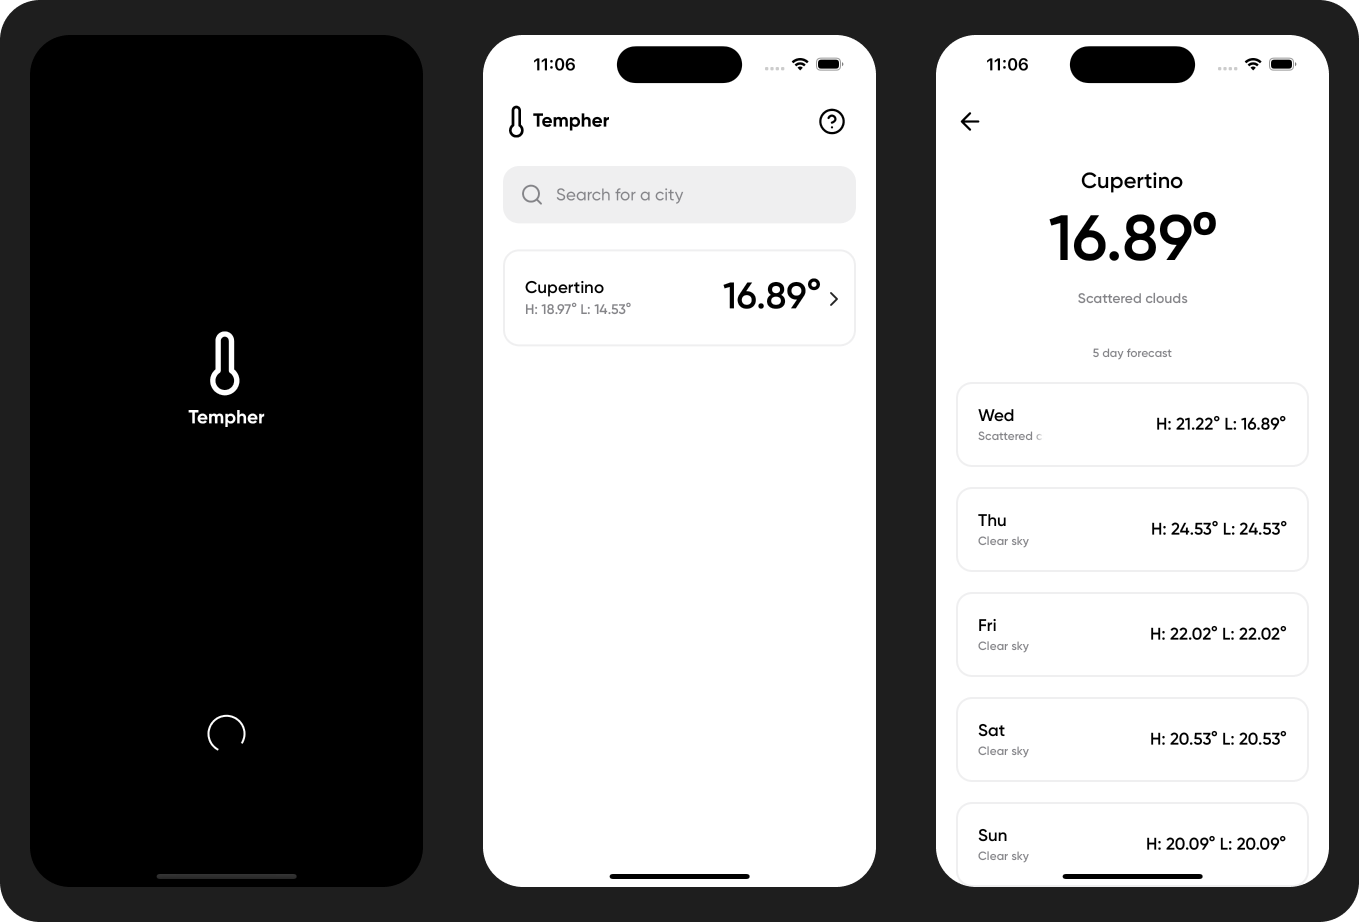 Tempher
11:06
Tempher
Search for a city
Cupertino
H: 18.97° L: 14.53°
16.89°
11:06
Cupertino
16.89°
Scattered clouds
5 day forecast
Wed
Scattered c
H: 21.22° L: 16.89°
Thu
Clear sky
H: 24.53° L: 24.53°
Fri
Clear sky
H: 22.02° L: 22.02°
Sat
Clear sky
H: 20.53° L: 20.53°
Sun
Clear sky
H: 20.09° L: 20.09°